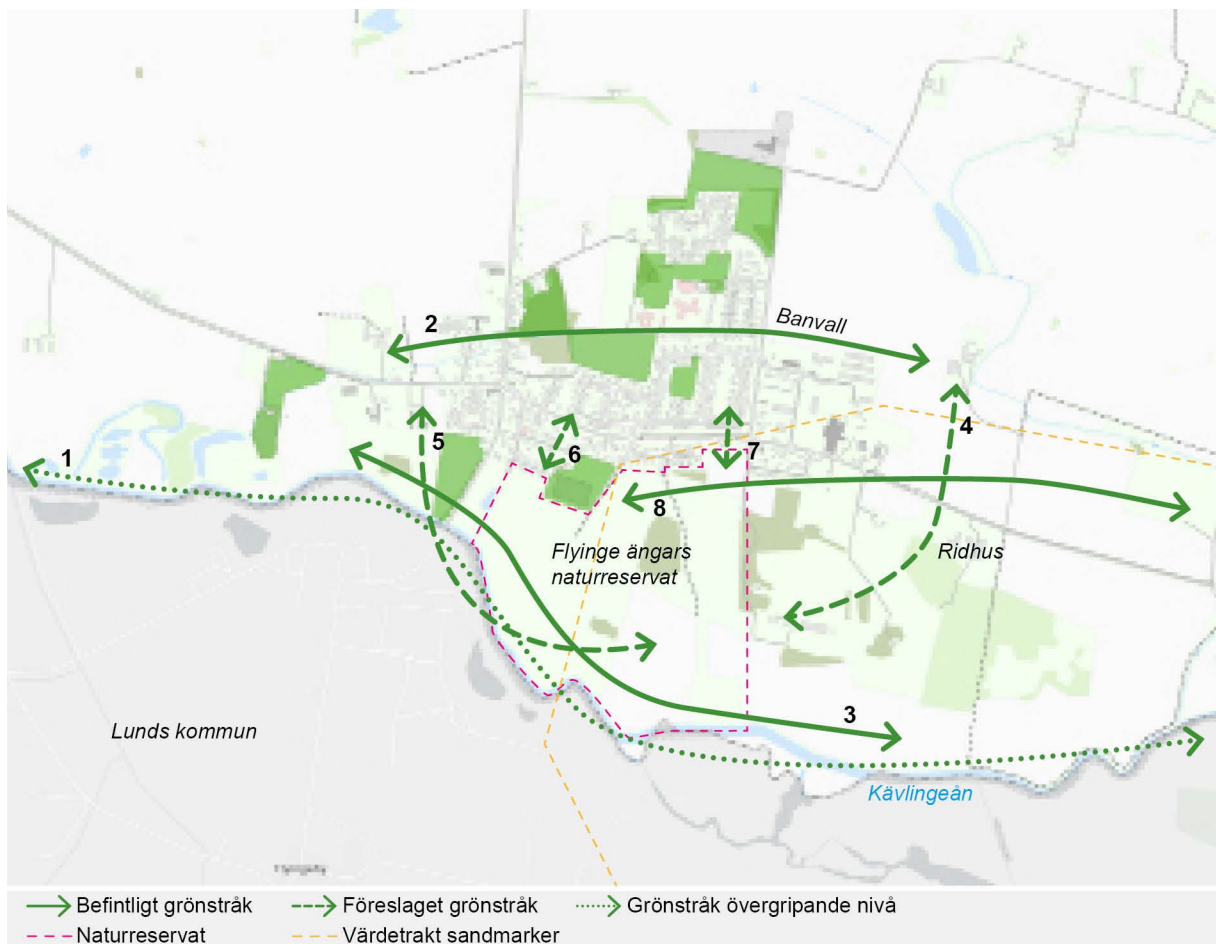 2
Banvall
4
5
6
7
1
8
Flyinge ängars
naturreservat
Ridhus
3
Lunds kommun
Kävlingeån
Befintligt grönstråk
Föreslaget grönstråk
Grönstråk övergripande nivå
Naturreservat
Värdetrakt sandmarker